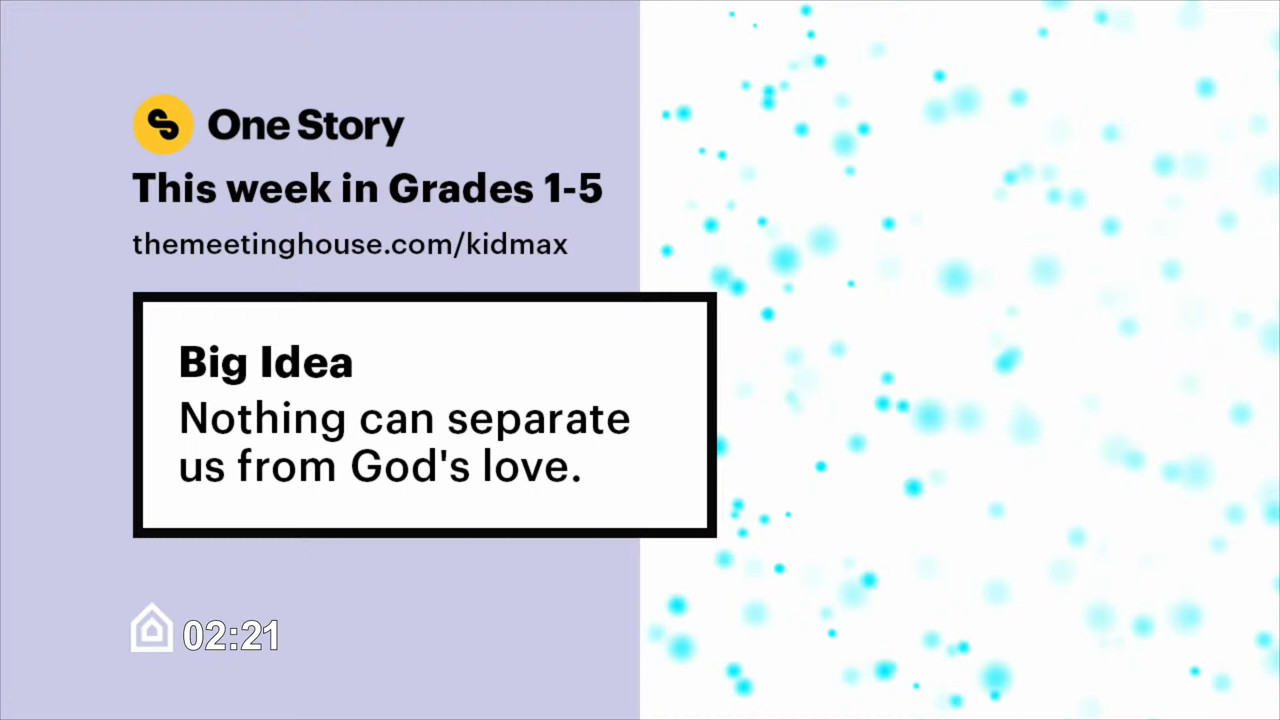 One Story
This week in Grades 1-5
themeetinghouse.com/kidmax
Big Idea
Nothing can separate
us from God's love.
02:21